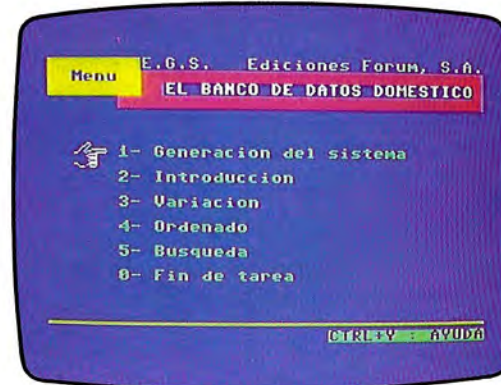 E.G.S. Ediciones Forum, S.A.
Menu
EL BANCO DE DATOS DOMESTICO
1- Generacion del sistema
2- Introduccion
3- Variacion
4- Ordenado
5- Busqueda
0- Fin de tarea
CTRL+Y : AYUDA